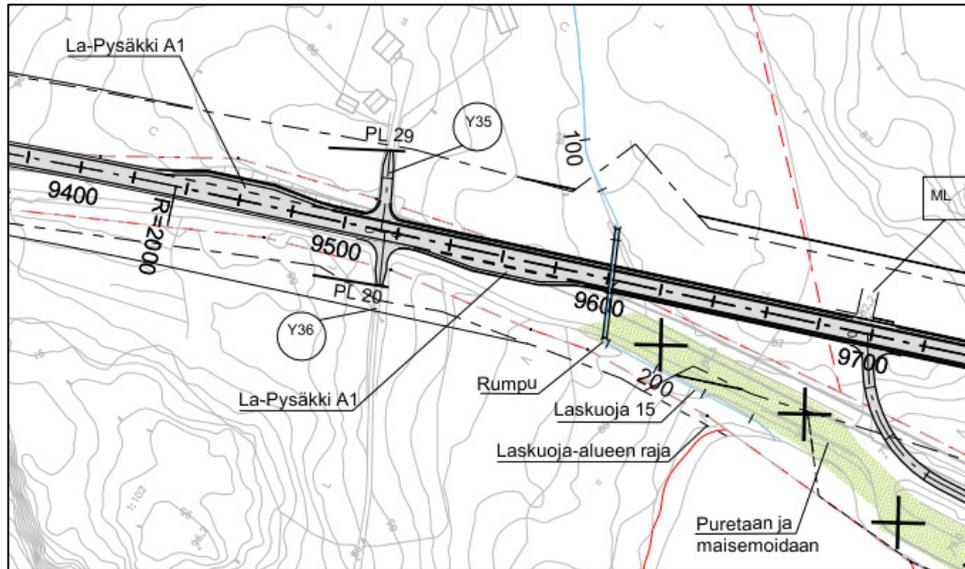 La-Pysäkki A1
Y35
PL 29
100
ML
9400
R=2000
9500
PL 20
9600
Y36
9700
Rumpu
200
La-Pysäkki A1
Laskuoja 15
Laskuoja-alueen raja
Puretaan ja
maisemoidaan